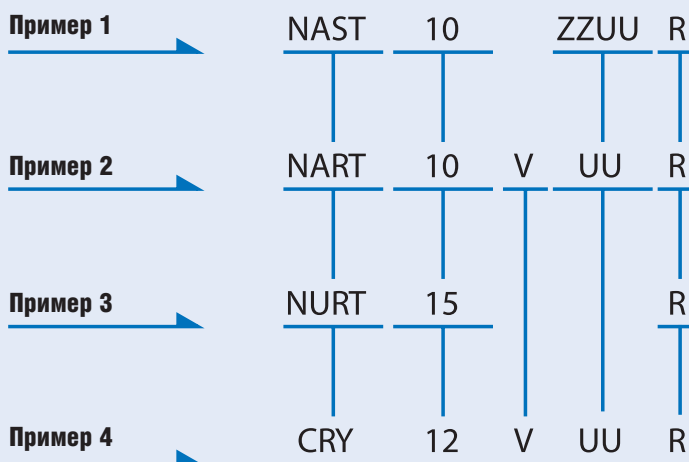 Пример 1 NAST 10 ZZUU R
Пример 2 NART 10 V UU R
Пример 3 NURT 15 R
Пример 4 CRY 12 V UU R